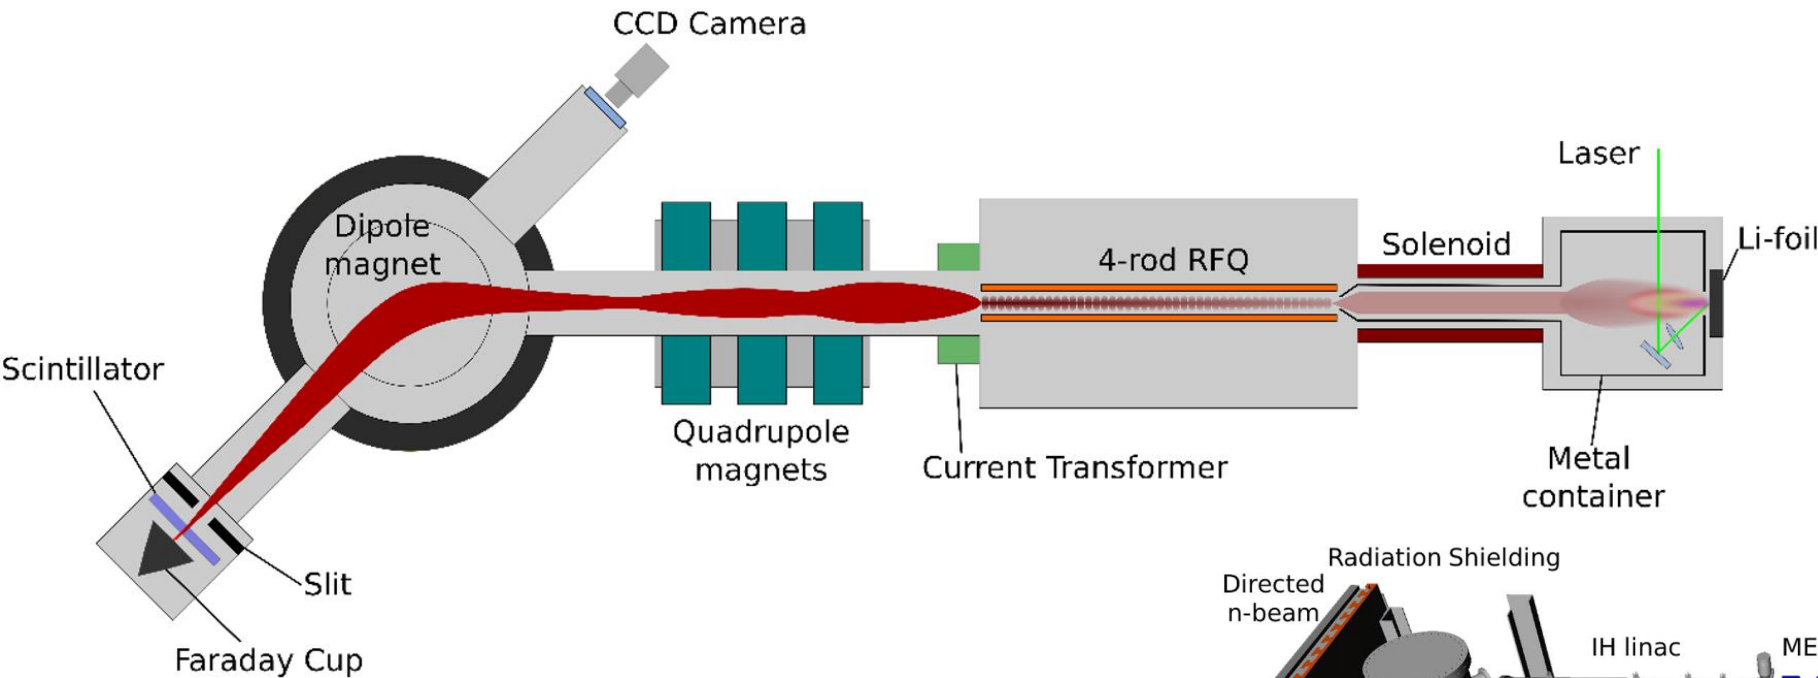 CCD Camera
Dipole
magnet
Laser
Li-foil
Solenoid
4-rod RFQ
Scintillator
Quadrupole
magnets
Current Transformer
Metal
container
Slit
Faraday Cup
Radiation Shielding
Directed
n-beam
IH linac
ME